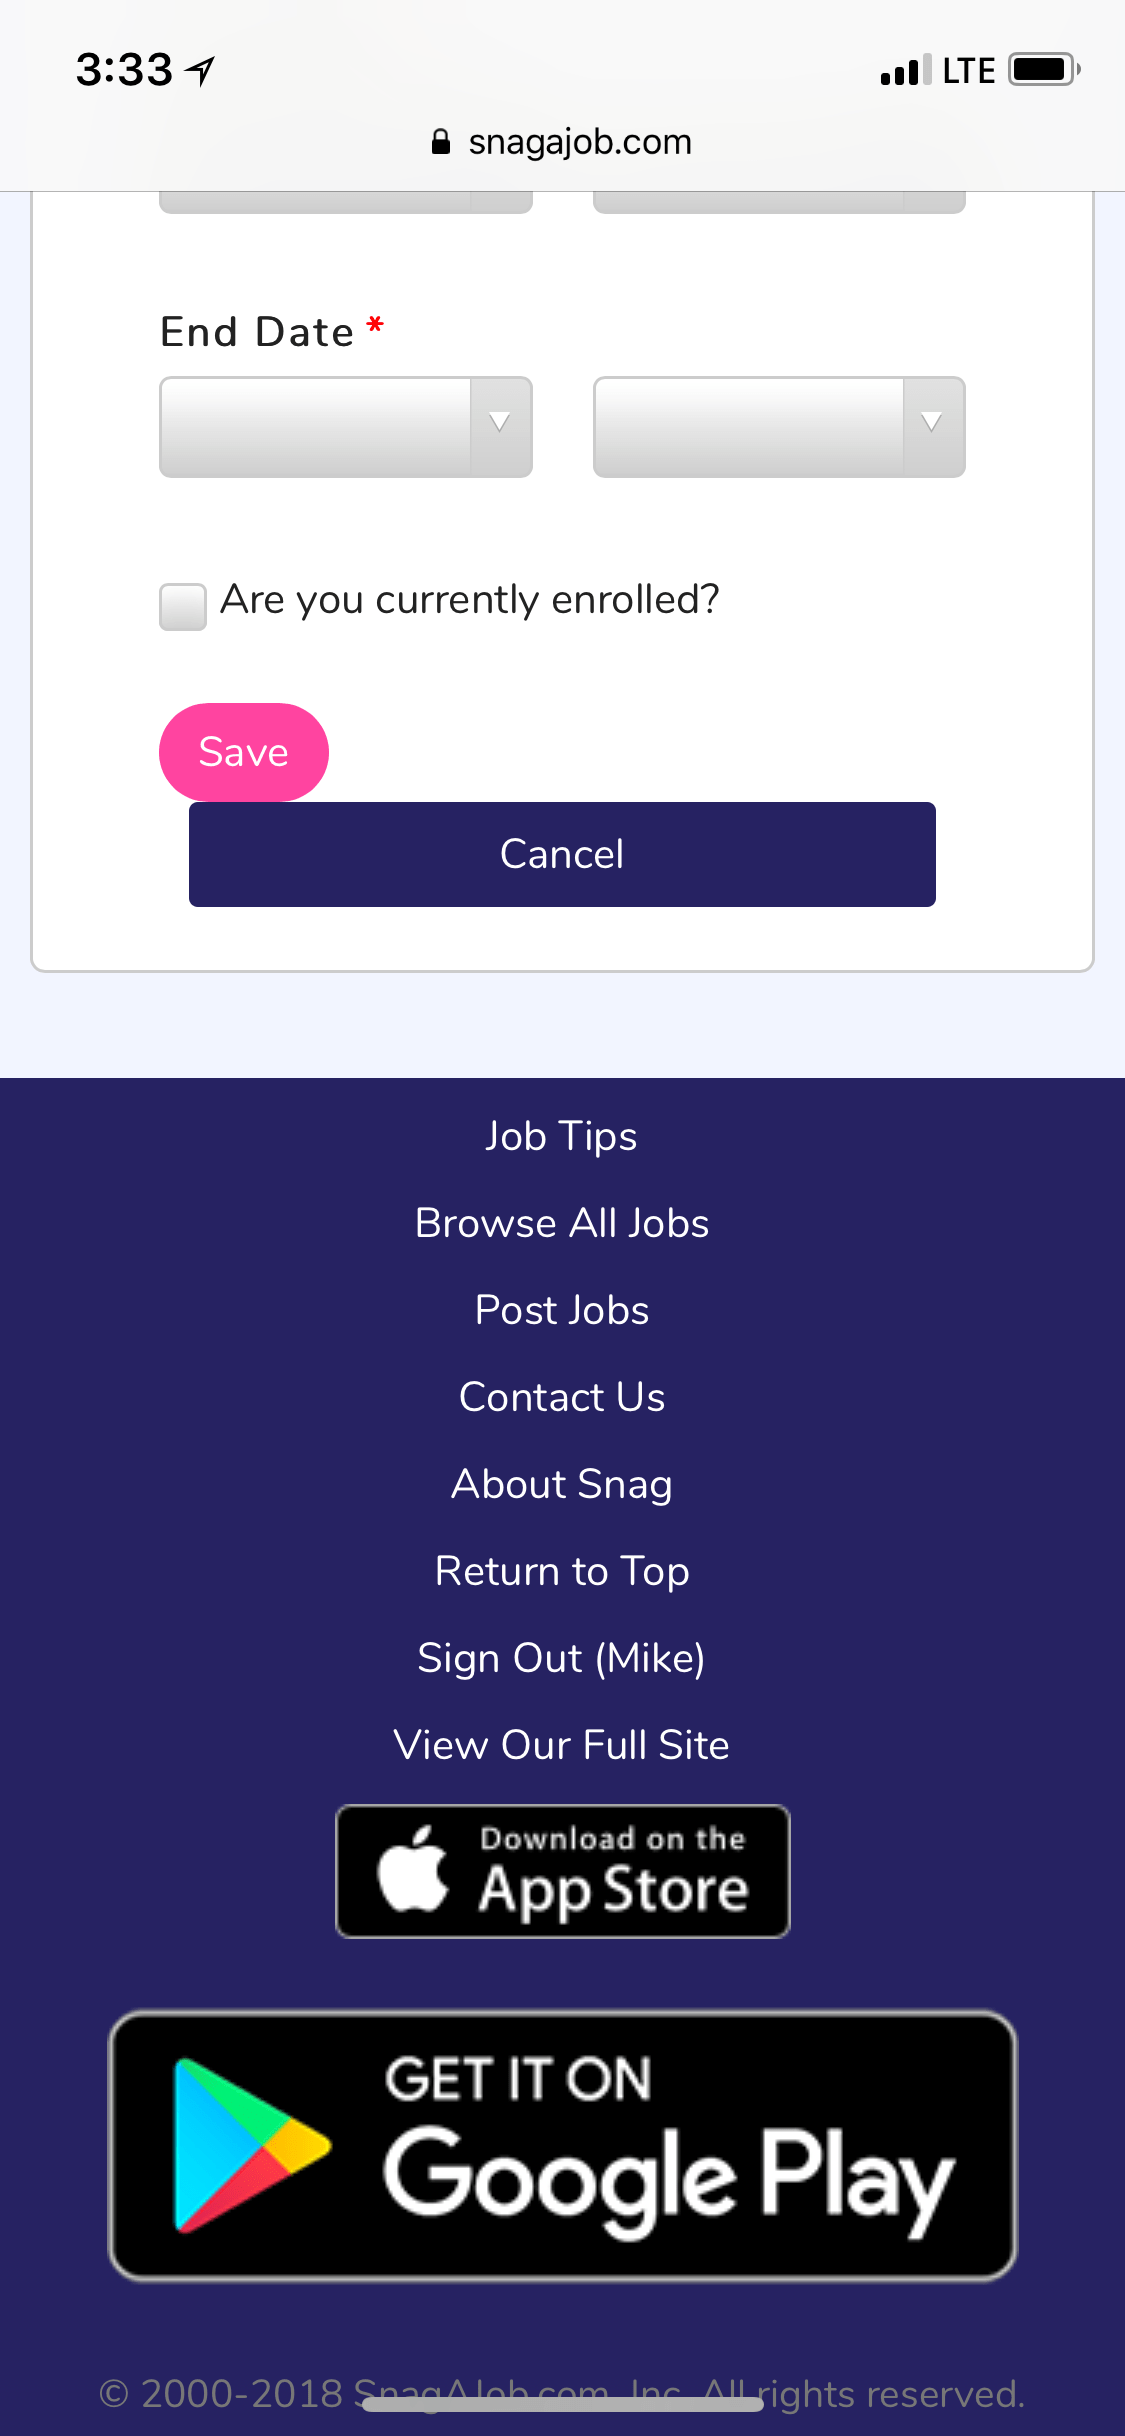 3:33 LTE
snagajob.com
End Date *
Are you currently enrolled?
Save
Cancel
Job Tips
Browse All Jobs
Post Jobs
Contact Us
About Snag
Return to Top
Sign Out (Mike)
View Our Full Site
Download on the
App Store
GET IT ON
Google Play
© 2000-2018 SnagAJob.com, Inc. All rights reserved.